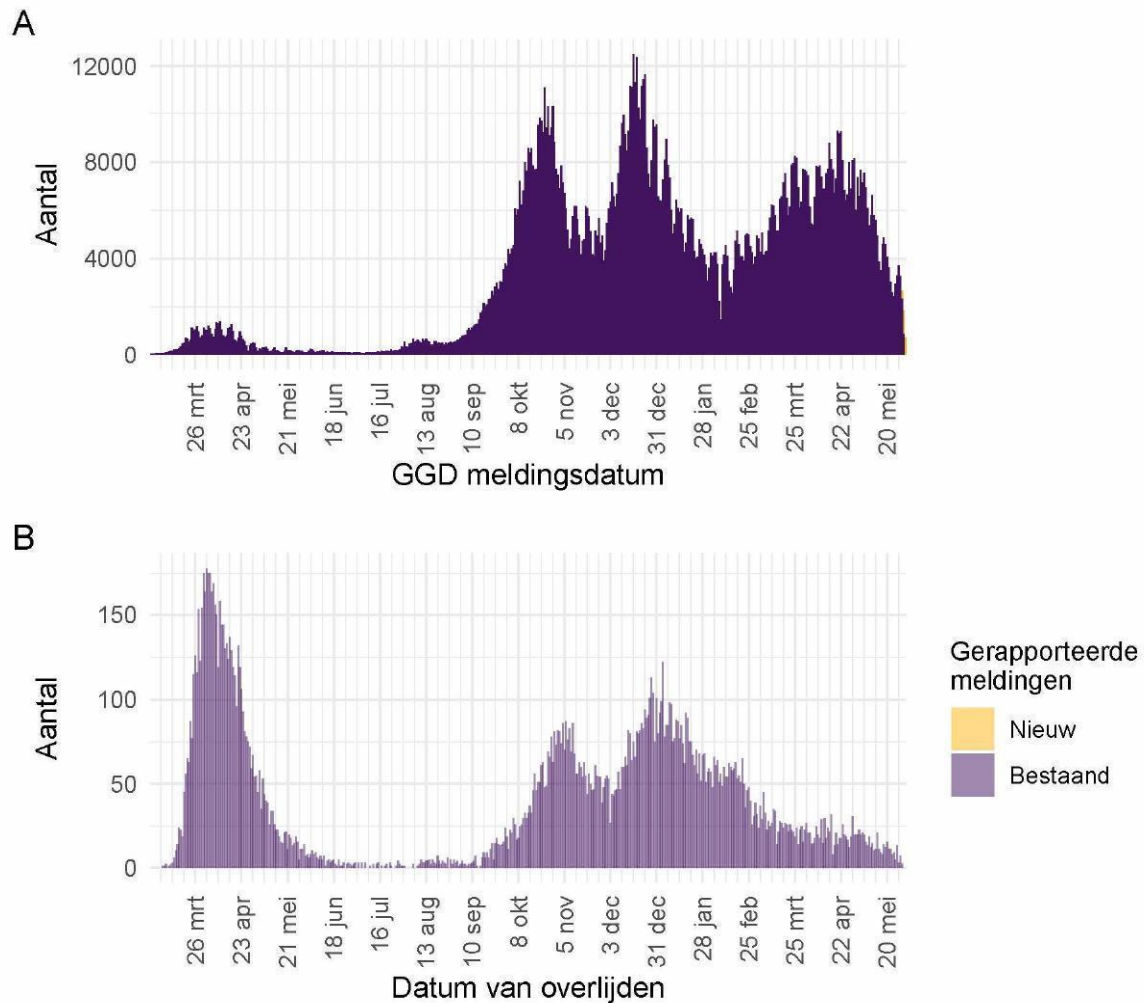 A
12000
8000
4000
0
Aantal
26 mrt
23 apr
21 mei
18 jun
16 jul
13 aug
10 sep
8 okt
5 nov
3 dec
31 dec
28 jan
25 feb
25 mrt
22 apr
20 mei
GGD meldingsdatum
B
150
100
50
0
Aantal
26 mrt
23 apr
21 mei
18 jun
16 jul
13 aug
10 sep
8 okt
5 nov
3 dec
31 dec
28 jan
25 feb
25 mrt
22 apr
20 mei
Datum van overlijden
Gerapporteerde
meldingen
Nieuw
Bestaand